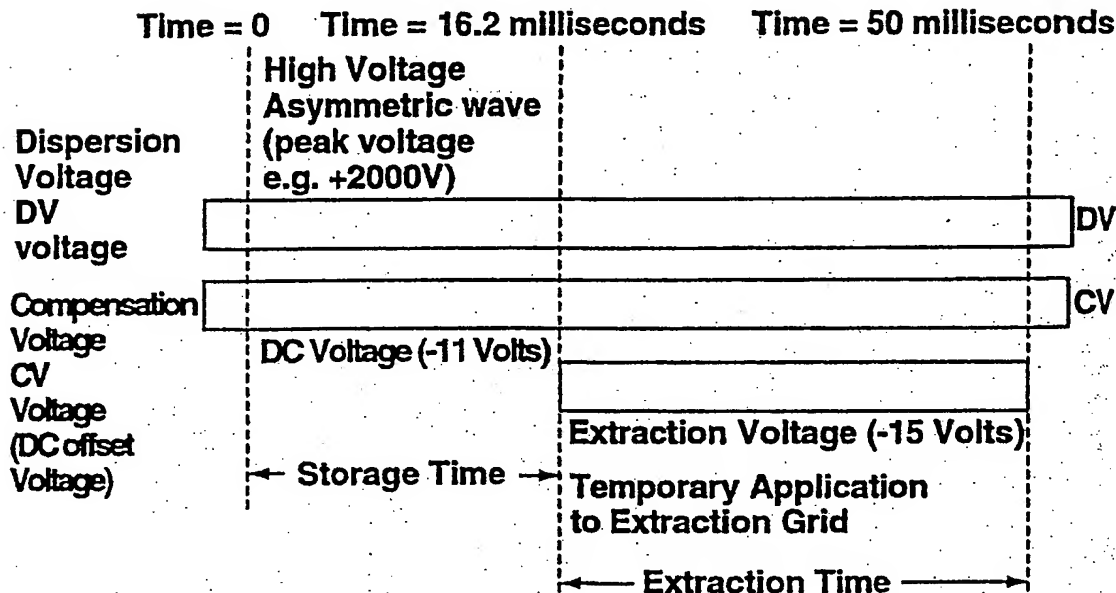 Time = 0 Time = 16.2 milliseconds Time = 50 milliseconds
High Voltage
Asymmetric wave
(peak voltage
e.g. +2000V)
Dispersion
Voltage
DV
voltage
DV
Compensation
Voltage
CV
Voltage
(DC offset
Voltage)
CV
DC Voltage (-11 Volts)
Extraction Voltage (-15 Volts)
Storage Time
Temporary Application
to Extraction Grid
Extraction Time